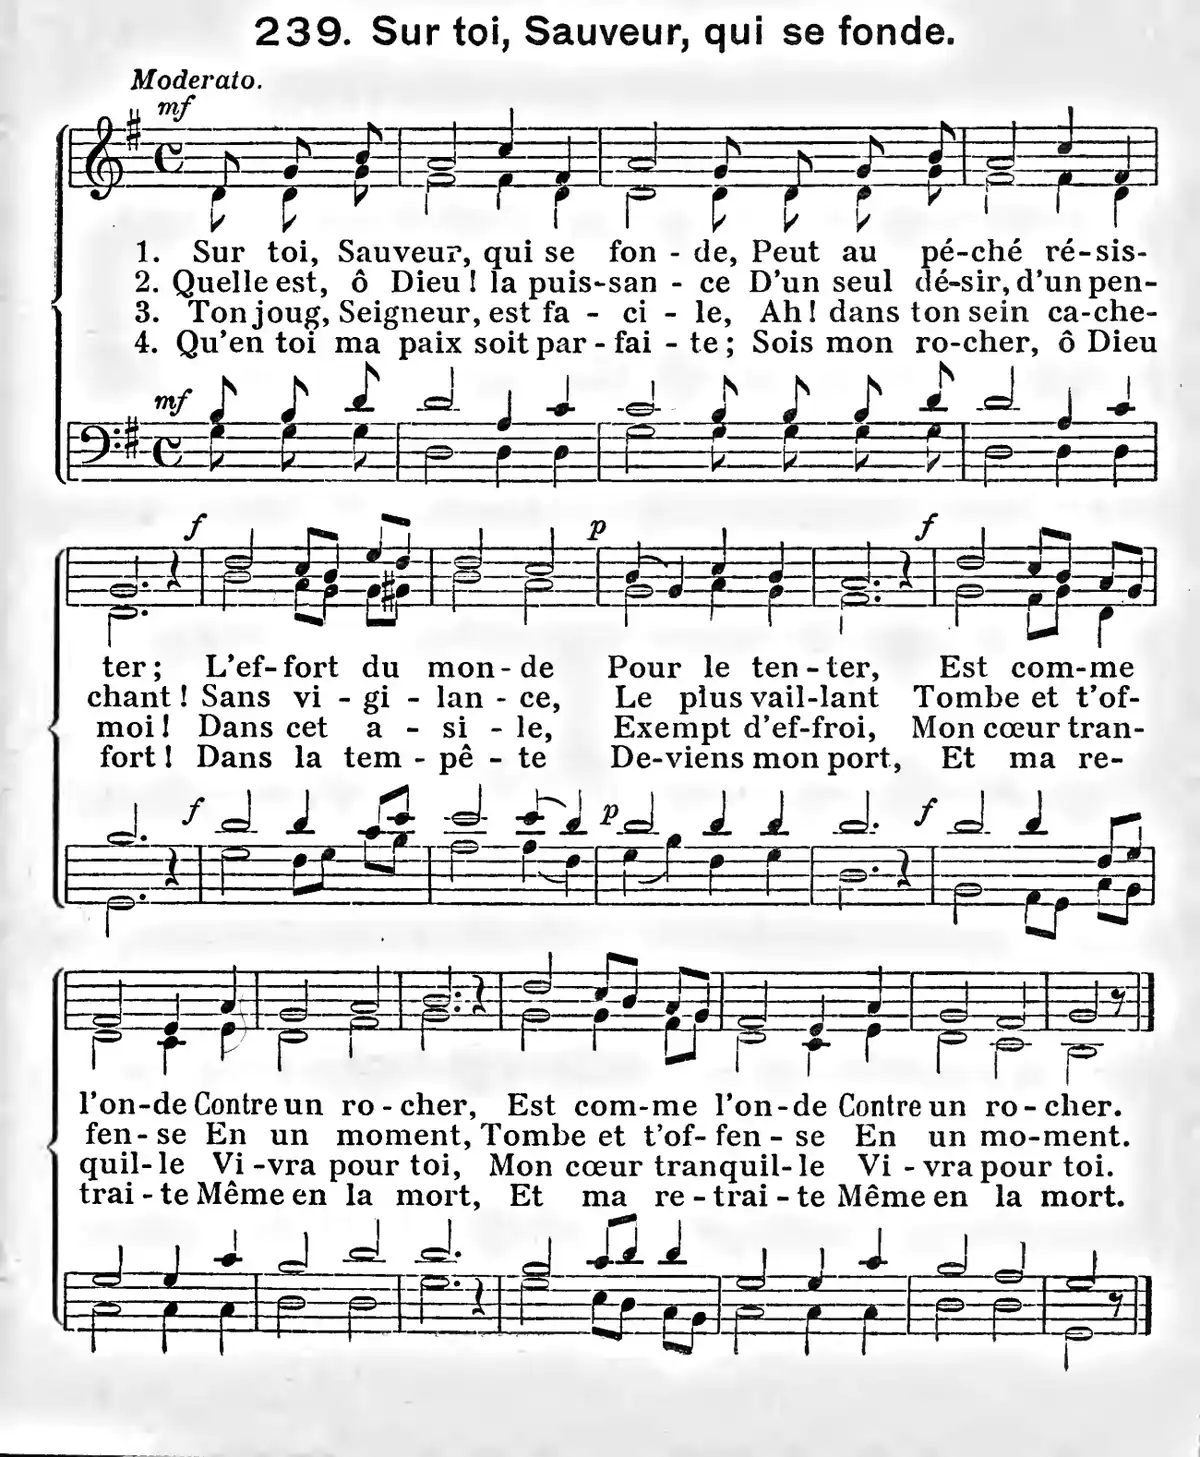 239. Sur toi, Sauveur, qui se fonde.
Moderato.
mf
1. Sur toi, Sauveur, qui se fon - de, Peut au pé-ché ré-sis-
2. Quelle est, ô Dieu ! la puis-san - ce D'un seul dé-sir, d'un pen-
3. Ton joug, Seigneur, est fa - ci - le, Ah ! dans ton sein ca-che-
4. Qu'en toi ma paix soit par - fai - te ; Sois mon ro-cher, ô Dieu
mf
f p f
ter ; L'ef-fort du mon-de Pour le ten-ter, Est com-me
chant ! Sans vi - gi - lan - ce, Le plus vail-lant Tombe et t'of-
moi ! Dans cet a - si - le, Exempt d'ef-froi, Mon cœur tran-
fort ! Dans la tem - pê - te De-viens mon port, Et ma re-
f p f
l'on-de Contre un ro-cher, Est com-me l'on-de Contre un ro-cher.
fen-se En un moment, Tombe et t'of-fen-se En un mo-ment.
quil-le Vi-vra pour toi, Mon cœur tranquil-le Vi-vra pour toi.
trai-te Même en la mort, Et ma re-trai-te Même en la mort.